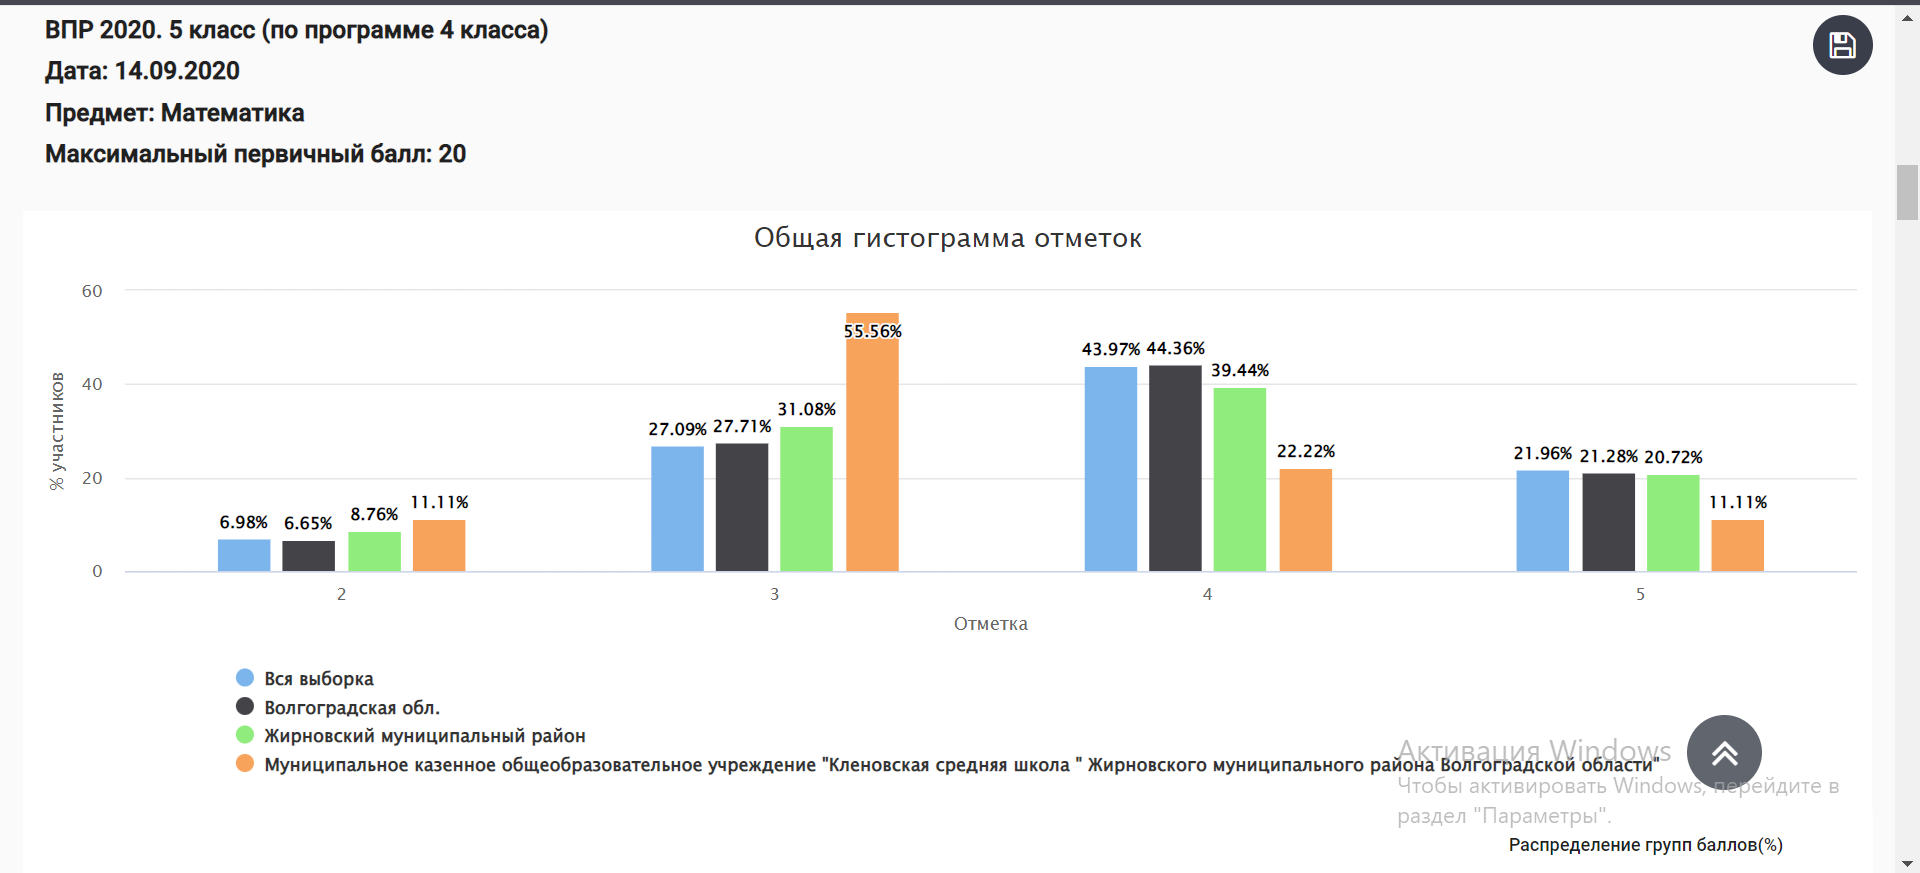 ВПР 2020. 5 класс (по программе 4 класса)
Дата: 14.09.2020
Предмет: Математика
Максимальный первичный балл: 20
Общая гистограмма отметок
% участников
60
40
20
0
6.98% 6.65% 8.76% 11.11%
27.09% 27.71% 31.08% 55.56%
43.97% 44.36% 39.44% 22.22%
21.96% 21.28% 20.72% 11.11%
2 3 4 5
Отметка
Вся выборка
Волгоградская обл.
Жирновский муниципальный район
Муниципальное казенное общеобразовательное учреждение "Кленовская средняя школа " Жирновского муниципального района Волгоградской области"
Активация Windows
Чтобы активировать Windows, перейдите в
раздел "Параметры".
Распределение групп баллов(%)